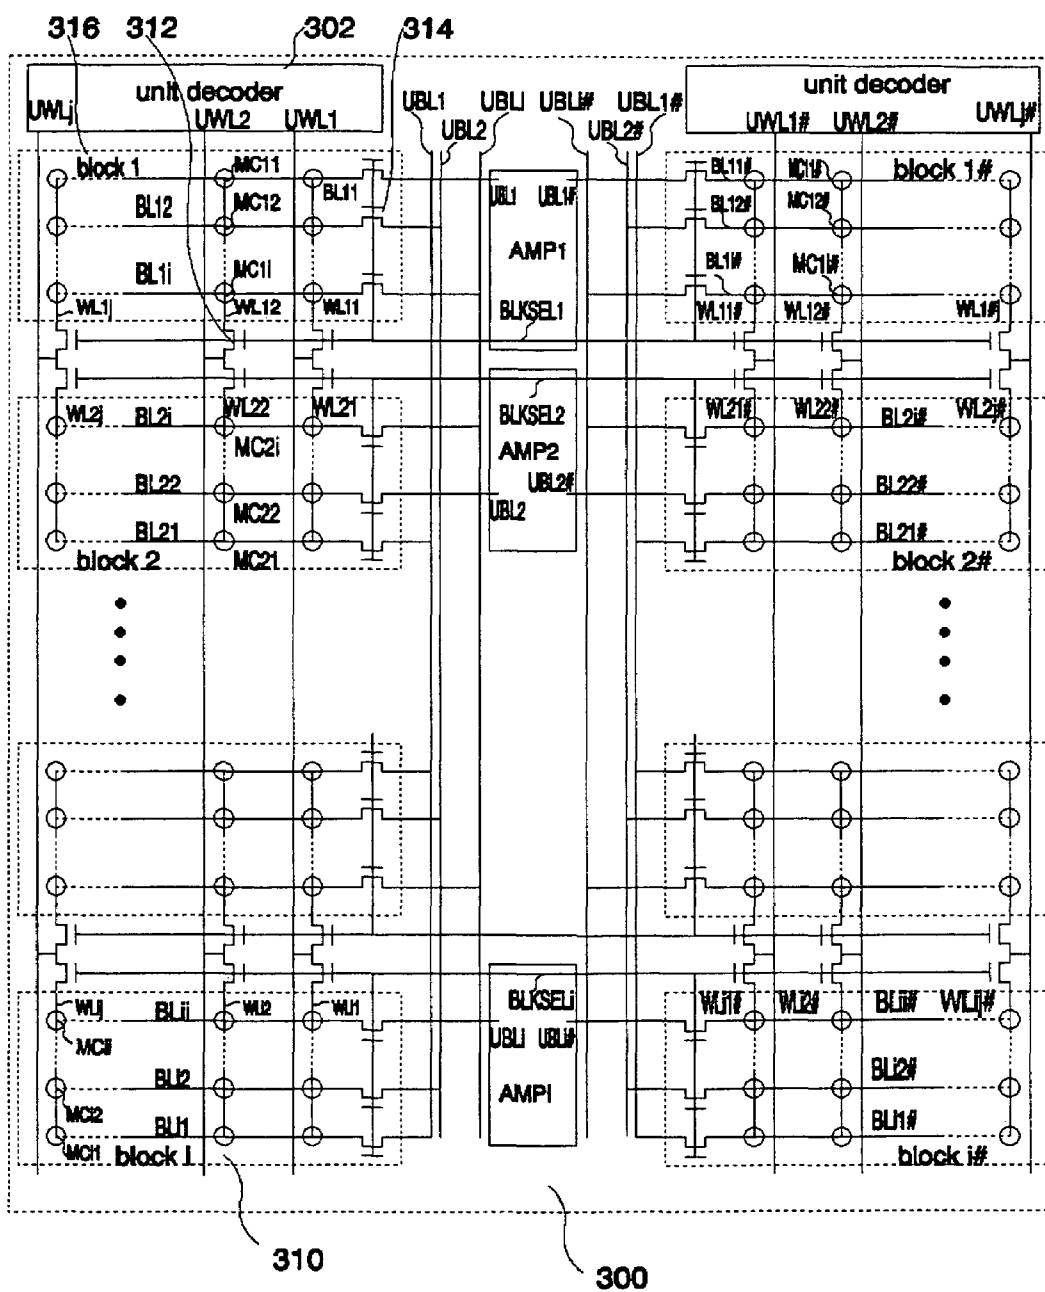 316 312 302 314
unit decoder unit decoder
UWLj UWL2 UWL1 UBL1 UBLi UBLi# UBL1# UWL1# UWL2# UWLj#
UBL2 UBL2#
block 1 MC11 BL11 UBL1 UBL1# BL11# MC11# block 1#
BL12 MC12 BL12# MC12#
AMP1
BL1i MC1i BL1i# MC1i#
WL1j WL12 WL11 BLKSEL1 WL11# WL12# WL1#j
WL2j BL2i WL22 WL21 BLKSEL2 WL21# WL22# BL2i# WL2j#
MC2i AMP2
BL22 UBL2# BL22#
MC22 UBL2
BL21 BL21#
block 2 MC21 block 2#
WLij BLii WLi2 WLi1 BLKSELi WLi1# WLi2# BLii# WLij#
MCii UBLi UBLi#
BLi2 BLi2#
MCi2 AMPi
BLi1 BLi1#
MCi1 block i block i#
310 300